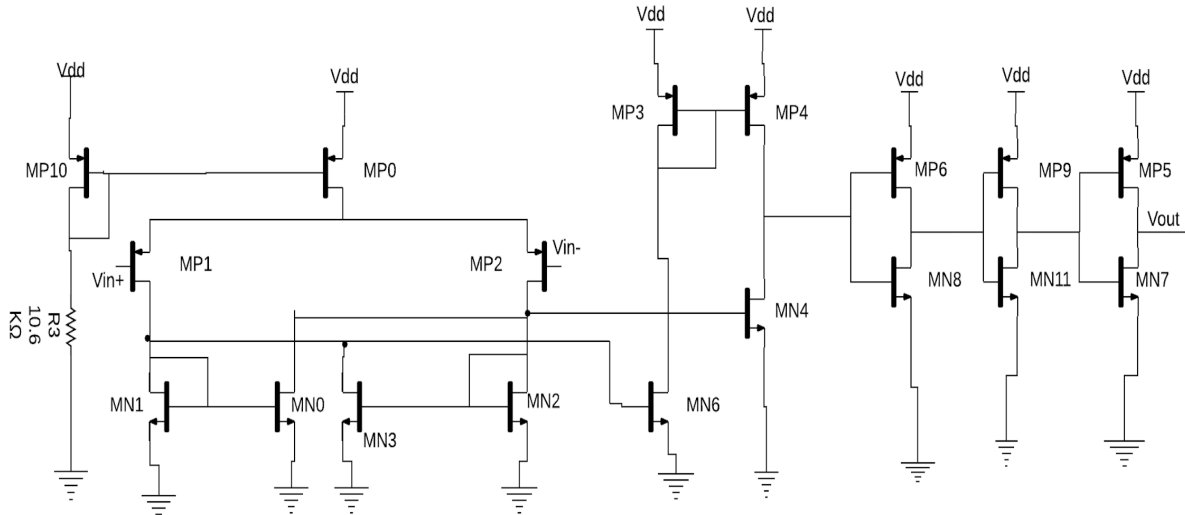 Vdd
Vdd
Vdd
Vdd
Vdd
Vdd
Vdd
MP10
MP0
MP3
MP4
MP6
MP9
MP5
Vout
Vin+
MP1
MP2
Vin-
R3
10.6
KΩ
MN4
MN8
MN11
MN7
MN1
MN0
MN3
MN2
MN6